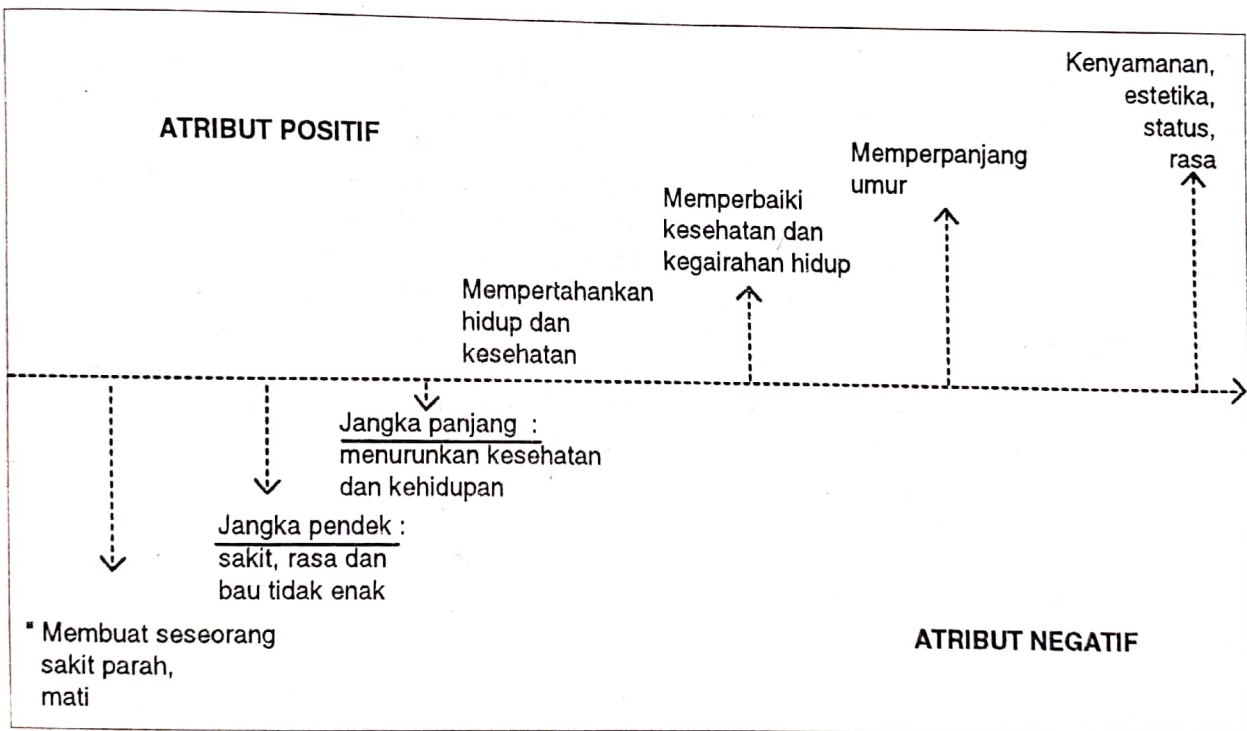 ATRIBUT POSITIF
Kenyamanan,
estetika,
status,
rasa
Memperpanjang
umur
Memperbaiki
kesehatan dan
kegairahan hidup
Mempertahankan
hidup dan
kesehatan
Jangka panjang :
menurunkan kesehatan
dan kehidupan
Jangka pendek :
sakit, rasa dan
bau tidak enak
" Membuat seseorang
sakit parah,
mati
ATRIBUT NEGATIF